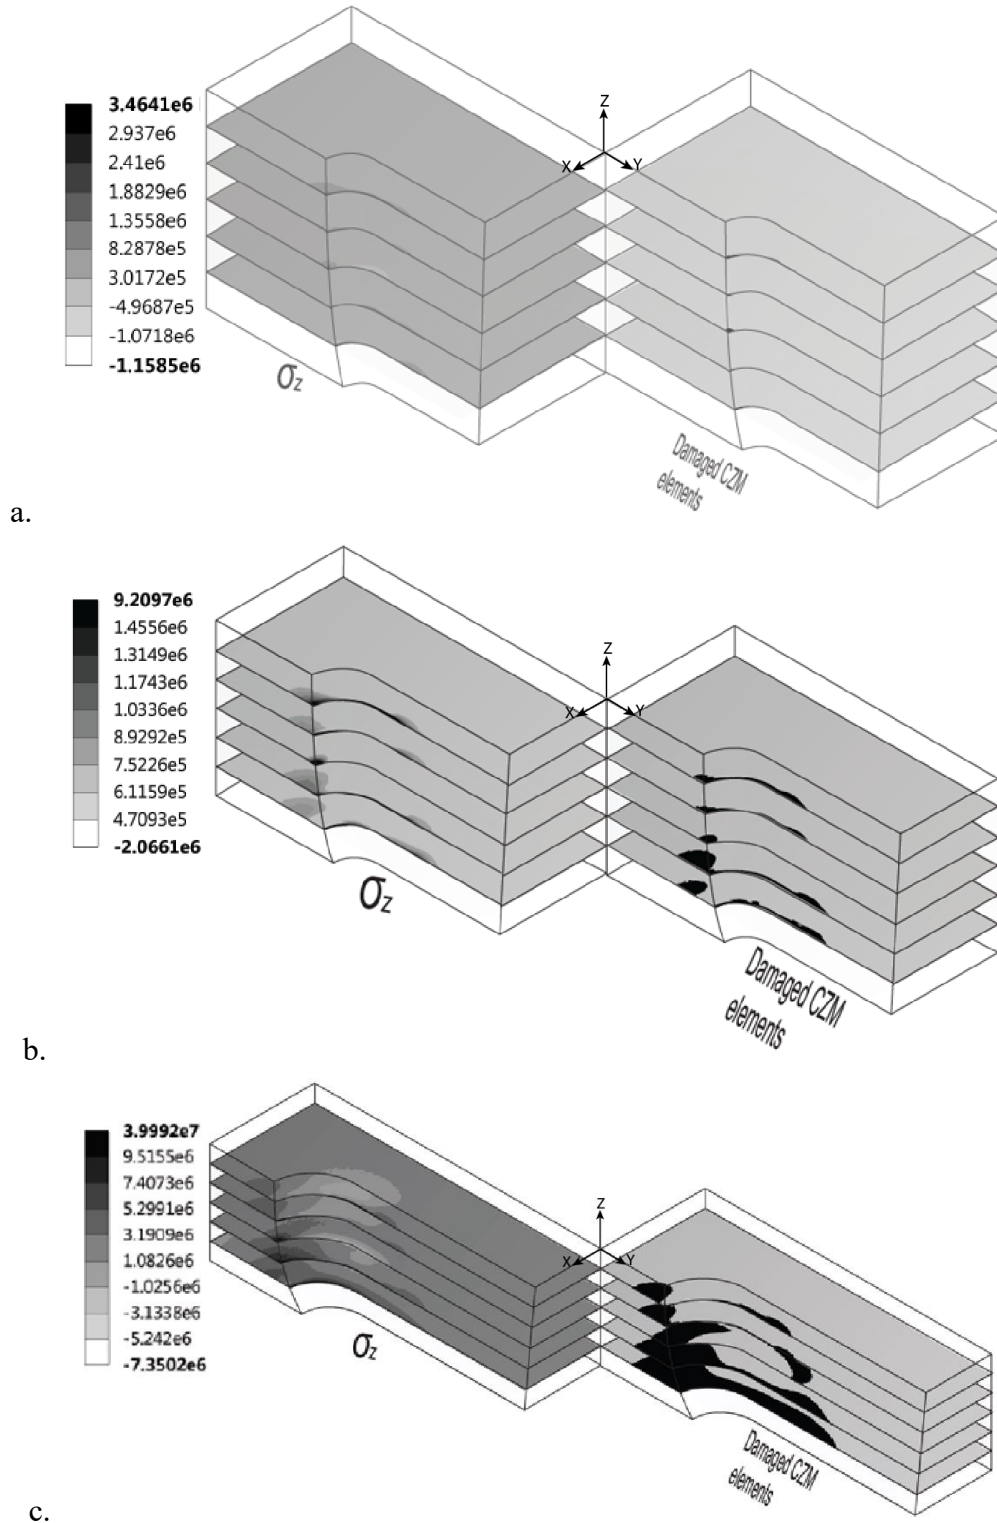 3.4641e6
2.937e6
2.41e6
1.8829e6
1.3558e6
8.2878e5
3.0172e5
-4.9687e5
-1.0718e6
-1.1585e6
Z
X
Y
σz
Damaged CZM
elements
a.
9.2097e6
1.4556e6
1.3149e6
1.1743e6
1.0336e6
8.9292e5
7.5226e5
6.1159e5
4.7093e5
-2.0661e6
Z
X
Y
σz
Damaged CZM
elements
b.
3.9992e7
9.5155e6
7.4073e6
5.2991e6
3.1909e6
1.0826e6
-1.0256e6
-3.1338e6
-5.242e6
-7.3502e6
Z
X
Y
σz
Damaged CZM
elements
c.